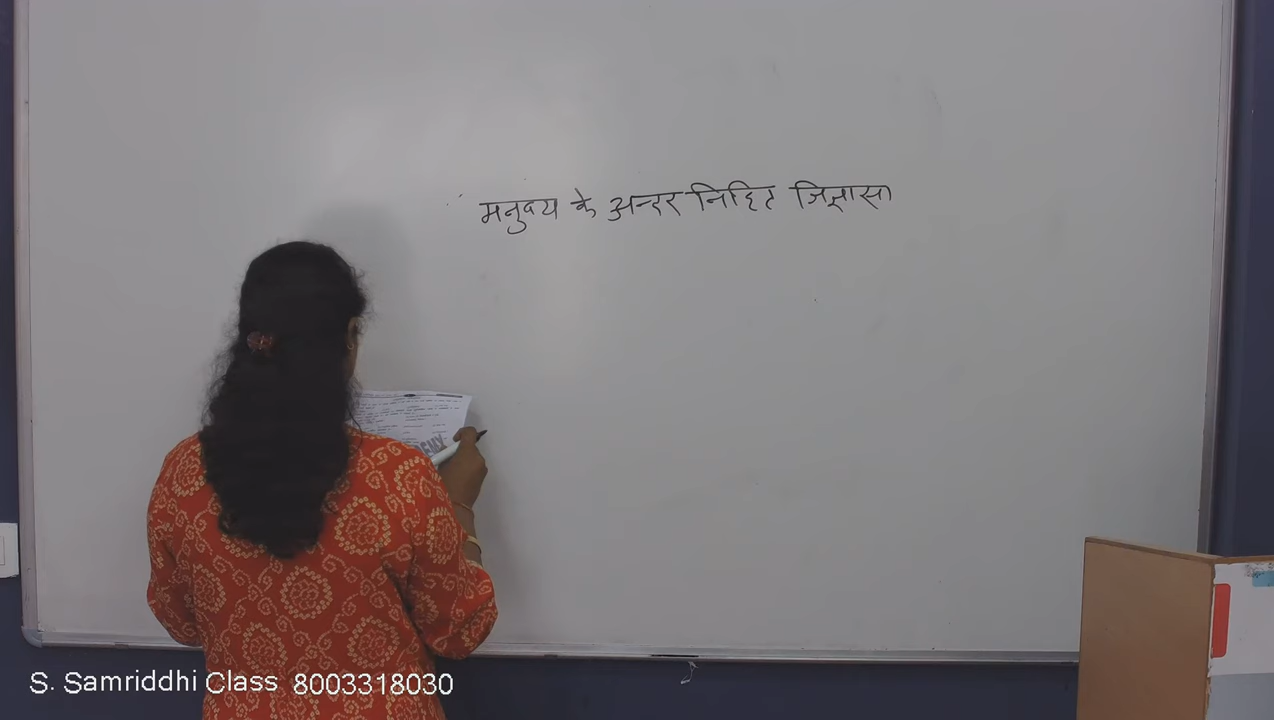 मनुष्य के अन्दर निहित जिज्ञासा
S. Samriddhi Class 8003318030